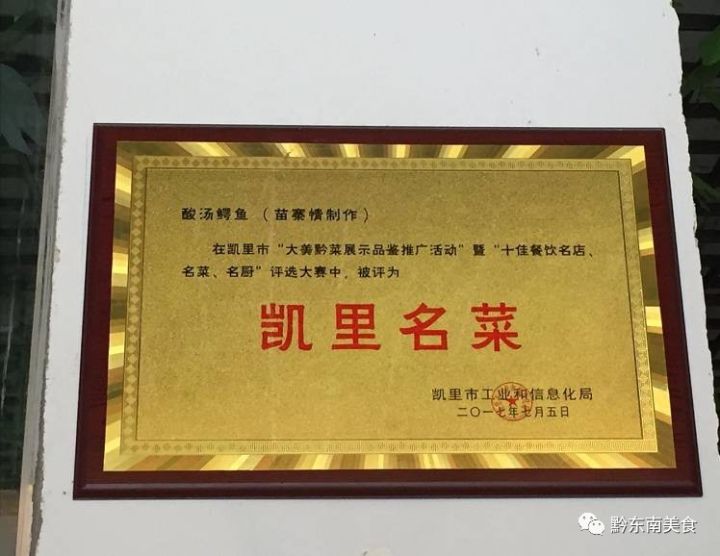 酸汤鳄鱼（苗寨情制作）
在凯里市“大美黔菜展示品鉴推广活动”暨“十佳餐饮名店、
名菜、名厨”评选大赛中，被评为
凯里名菜
凯里市工业和信息化局
二〇一七年七月五日
黔东南美食